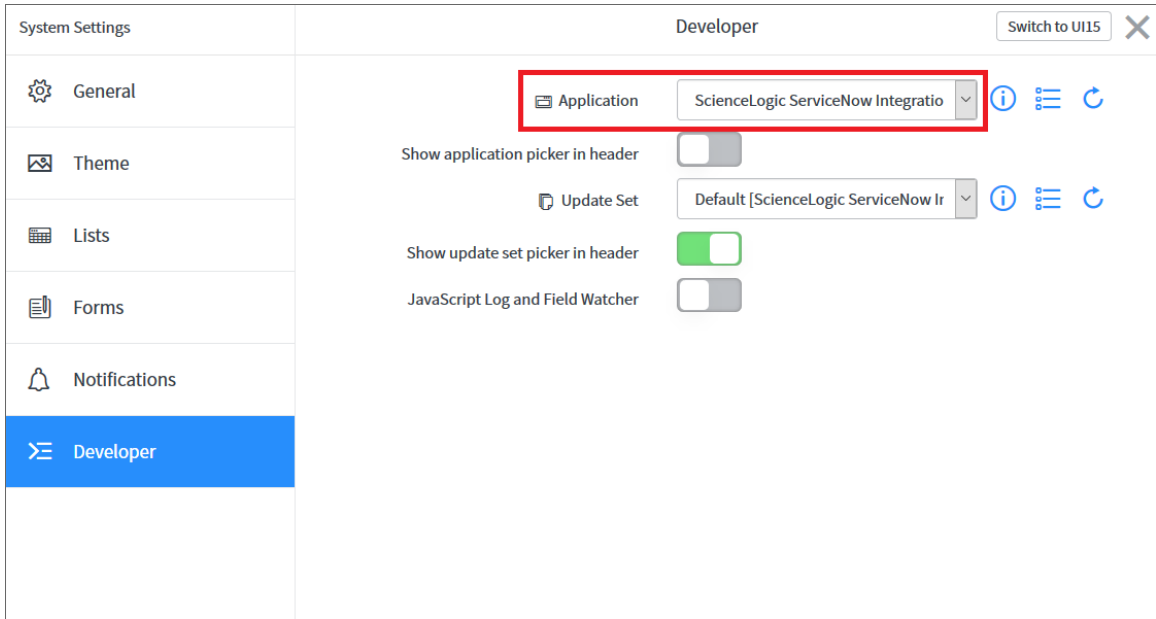 System Settings
Developer
Switch to UI15
General
Theme
Lists
Forms
Notifications
Developer
Application
ScienceLogic ServiceNow Integratio
Show application picker in header
Update Set
Default [ScienceLogic ServiceNow Ir
Show update set picker in header
JavaScript Log and Field Watcher